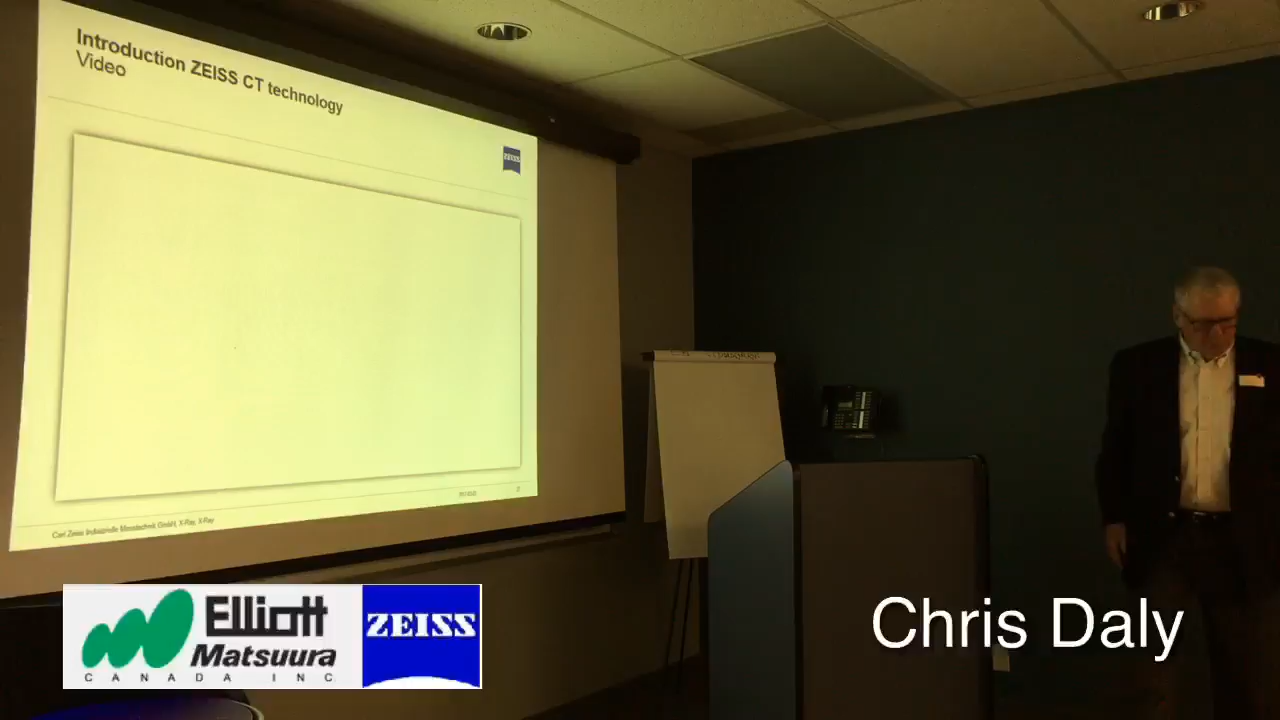 Introduction ZEISS CT technology
Video
ZEISS
Carl Zeiss Industrielle Messtechnik GmbH, X-Ray, X-Ray
Elliott
Matsuura
CANADA INC
ZEISS
Chris Daly